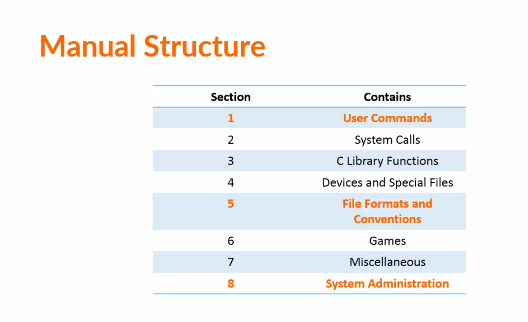 Manual Structure
Section Contains
1 User Commands
2 System Calls
3 C Library Functions
4 Devices and Special Files
5 File Formats and
Conventions
6 Games
7 Miscellaneous
8 System Administration